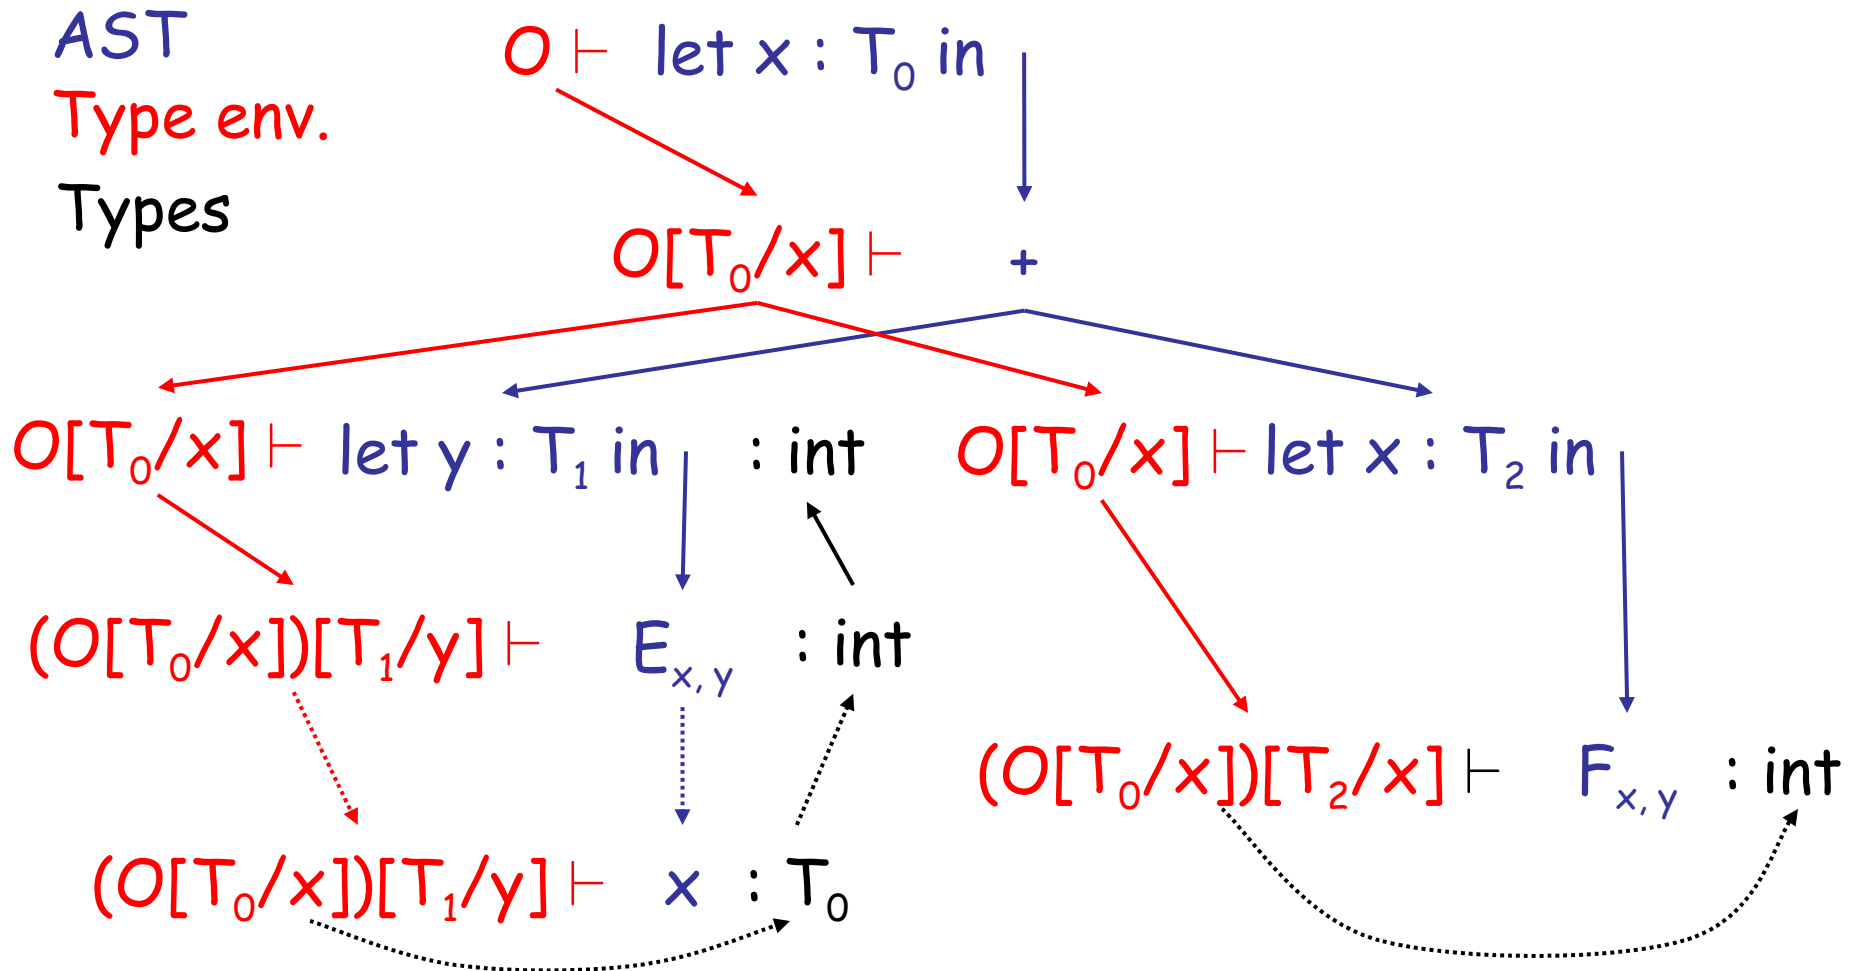 AST
O ⊢ let x : T₀ in
Type env.
Types
O[T₀/x] ⊢ +
O[T₀/x] ⊢ let y : T₁ in : int
O[T₀/x] ⊢ let x : T₂ in
(O[T₀/x])[T₁/y] ⊢ Eₓ, y : int
(O[T₀/x])[T₂/x] ⊢ Fₓ, y : int
(O[T₀/x])[T₁/y] ⊢ x : T₀